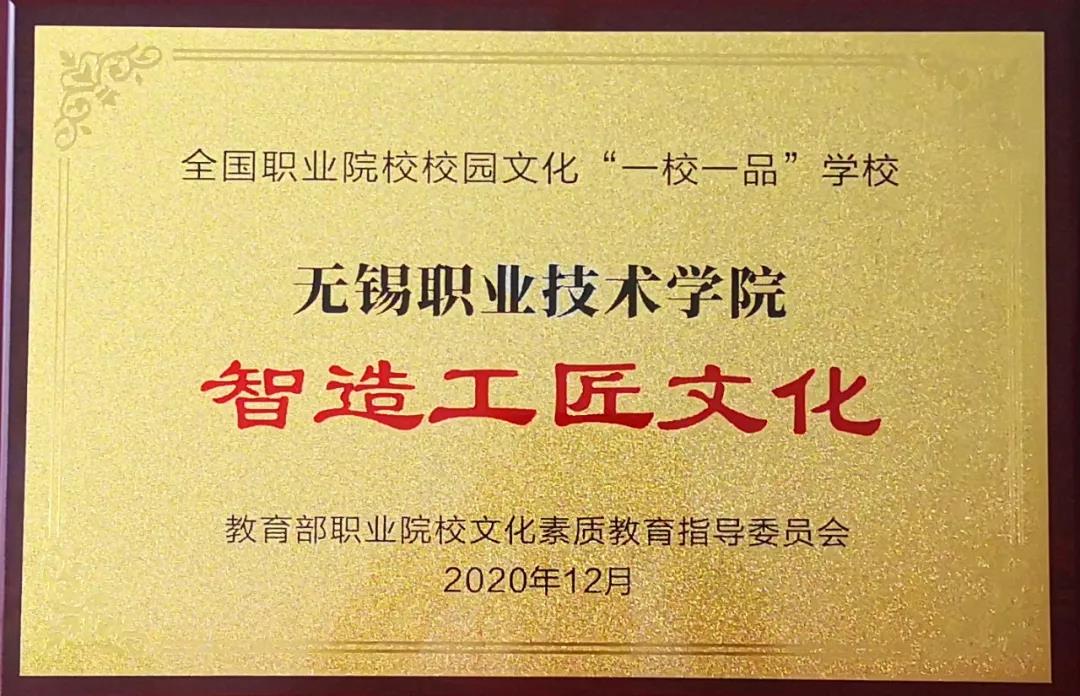 全国职业院校校园文化“一校一品”学校
无锡职业技术学院
智造工匠文化
教育部职业院校文化素质教育指导委员会
2020年12月